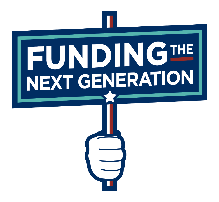 FUNDING THE
NEXT GENERATION